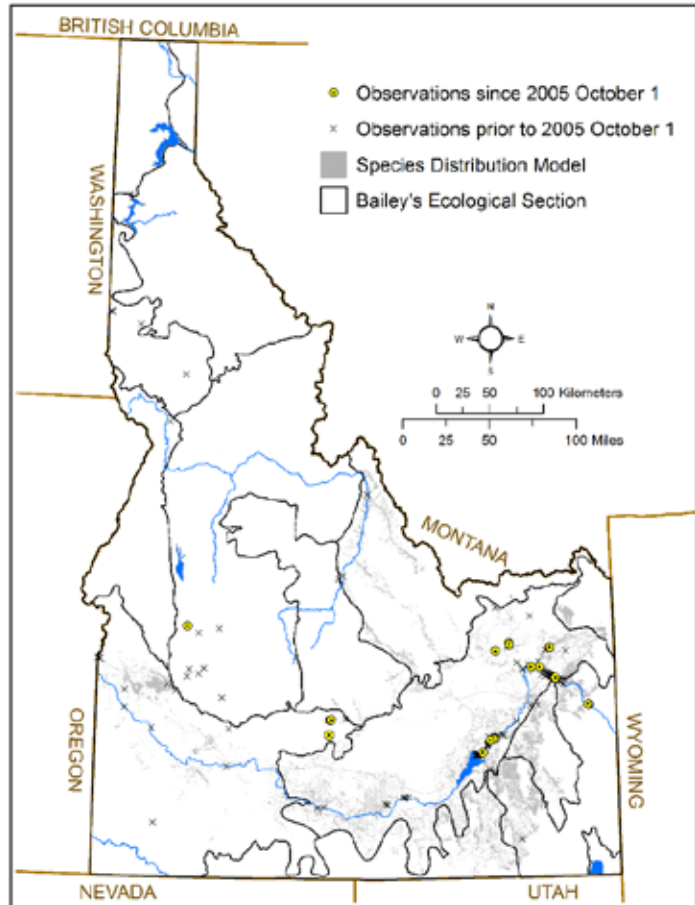 BRITISH COLUMBIA
Observations since 2005 October 1
Observations prior to 2005 October 1
Species Distribution Model
Bailey's Ecological Section
WASHINGTON
N
W
E
S
0 25 50 100 Kilometers
0 25 50 100 Miles
MONTANA
OREGON
WYOMING
NEVADA
UTAH